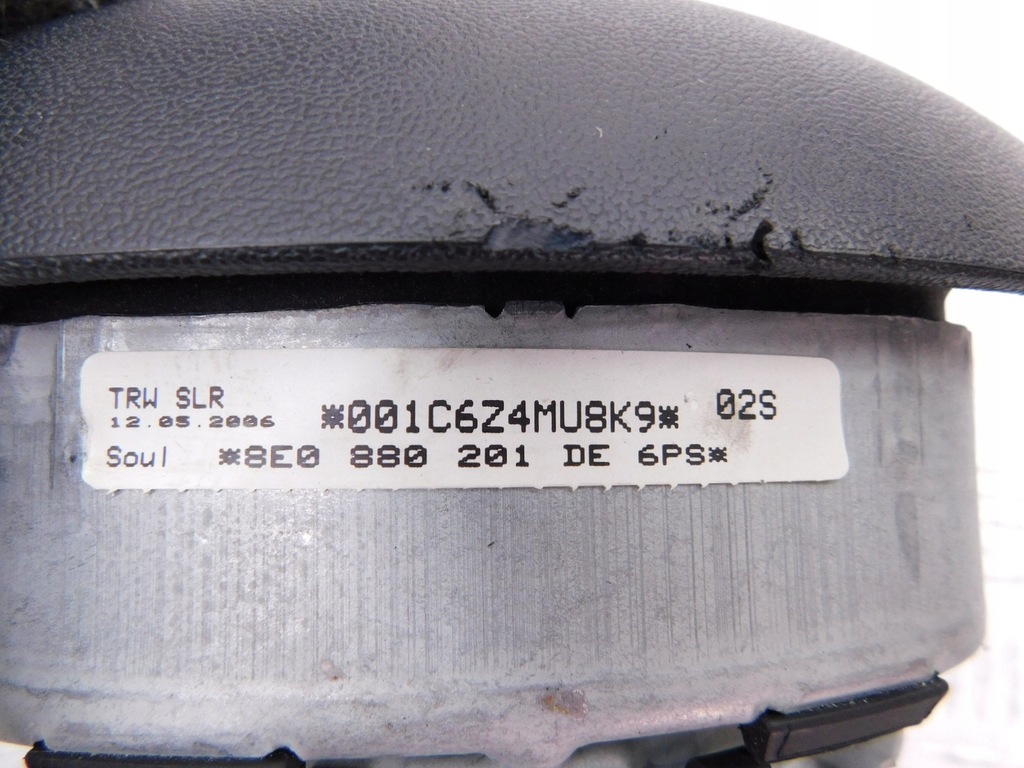 TRW SLR *001C6Z4MU8K9* 02S
12.05.2006
Soul *8E0 880 201 DE 6PS*